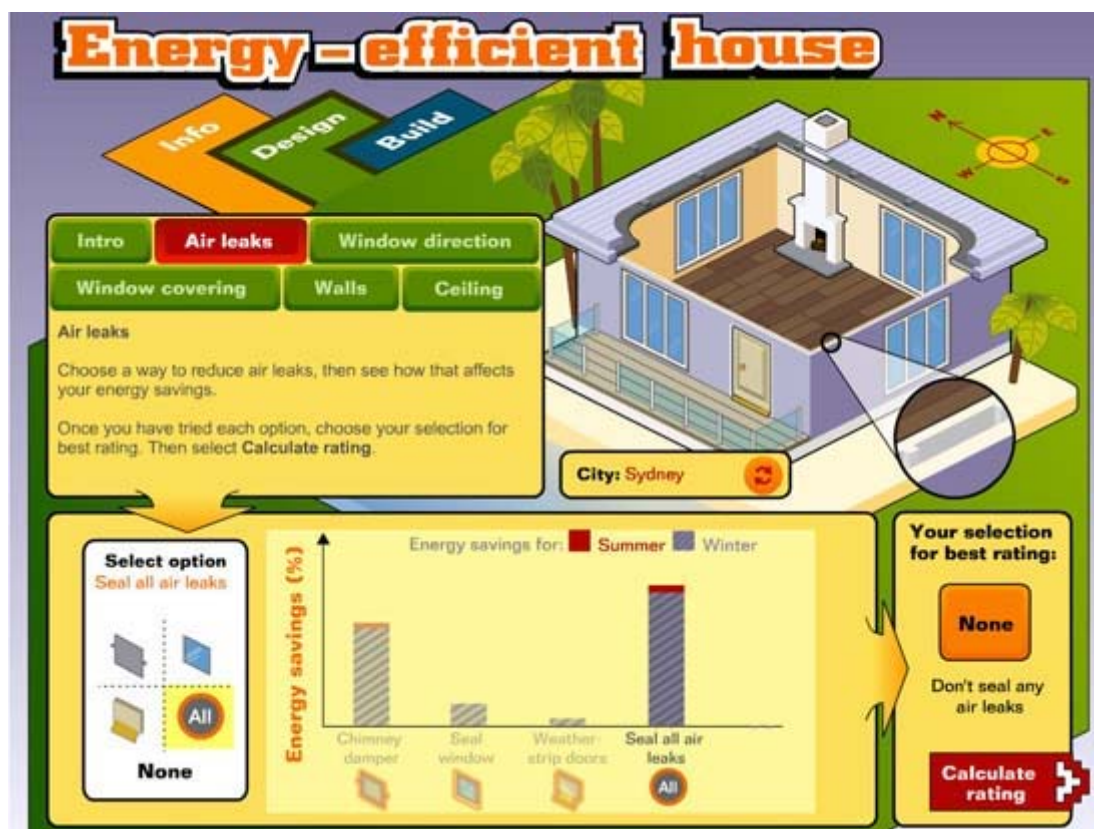 Energy – efficient house
Info
Design
Build
N
E
W
S
Intro
Air leaks
Window direction
Window covering
Walls
Ceiling
Air leaks
Choose a way to reduce air leaks, then see how that affects
your energy savings.
Once you have tried each option, choose your selection for
best rating. Then select Calculate rating.
City: Sydney
Select option
Seal all air leaks
All
None
Energy savings for: Summer Winter
Energy savings (%)
Chimney
damper
Seal
window
Weather-
strip doors
Seal all air
leaks
All
Your selection
for best rating:
None
Don't seal any
air leaks
Calculate
rating